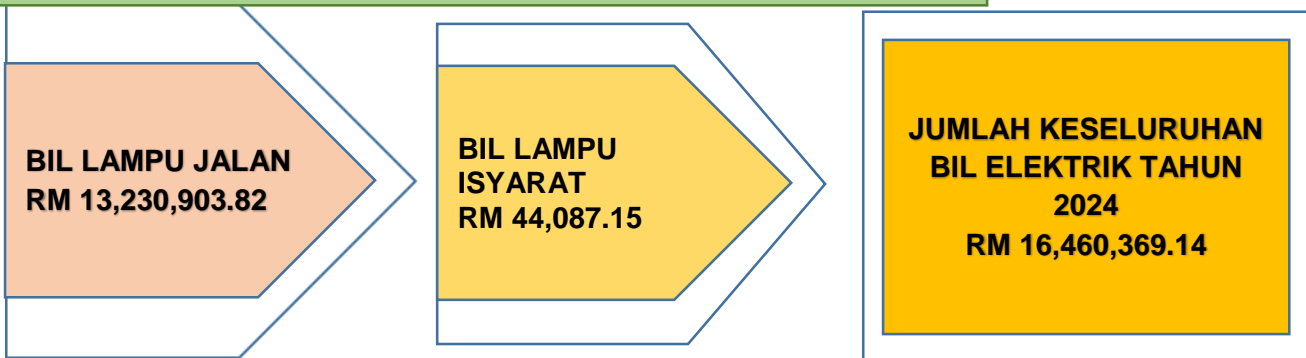 BIL LAMPU JALAN
RM 13,230,903.82
BIL LAMPU
ISYARAT
RM 44,087.15
JUMLAH KESELURUHAN
BIL ELEKTRIK TAHUN
2024
RM 16,460,369.14